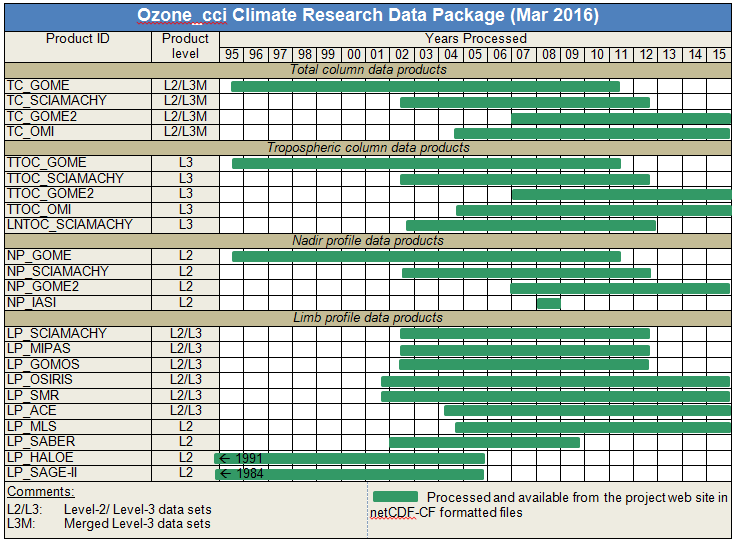 Ozone_cci Climate Research Data Package (Mar 2016)
Product ID Product level Years Processed
95 96 97 98 99 00 01 02 03 04 05 06 07 08 09 10 11 12 13 14 15
Total column data products
TC_GOME L2/L3M
TC_SCIAMACHY L2/L3M
TC_GOME2 L2/L3M
TC_OMI L2/L3M
Tropospheric column data products
TTOC_GOME L3
TTOC_SCIAMACHY L3
TTOC_GOME2 L3
TTOC_OMI L3
LNTOC_SCIAMACHY L3
Nadir profile data products
NP_GOME L2
NP_SCIAMACHY L2
NP_GOME2 L2
NP_IASI L2
Limb profile data products
LP_SCIAMACHY L2/L3
LP_MIPAS L2/L3
LP_GOMOS L2/L3
LP_OSIRIS L2/L3
LP_SMR L2/L3
LP_ACE L2/L3
LP_MLS L2
LP_SABER L2
LP_HALOE L2 ← 1991
LP_SAGE-II L2 ← 1984
Comments:
L2/L3: Level-2/ Level-3 data sets
L3M: Merged Level-3 data sets
Processed and available from the project web site in
netCDF-CF formatted files